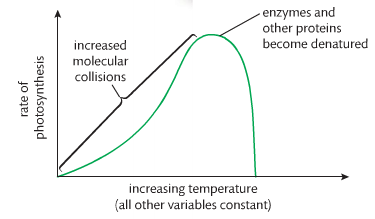 enzymes and
other proteins
become denatured
increased
molecular
collisions
rate of
photosynthesis
increasing temperature
(all other variables constant)